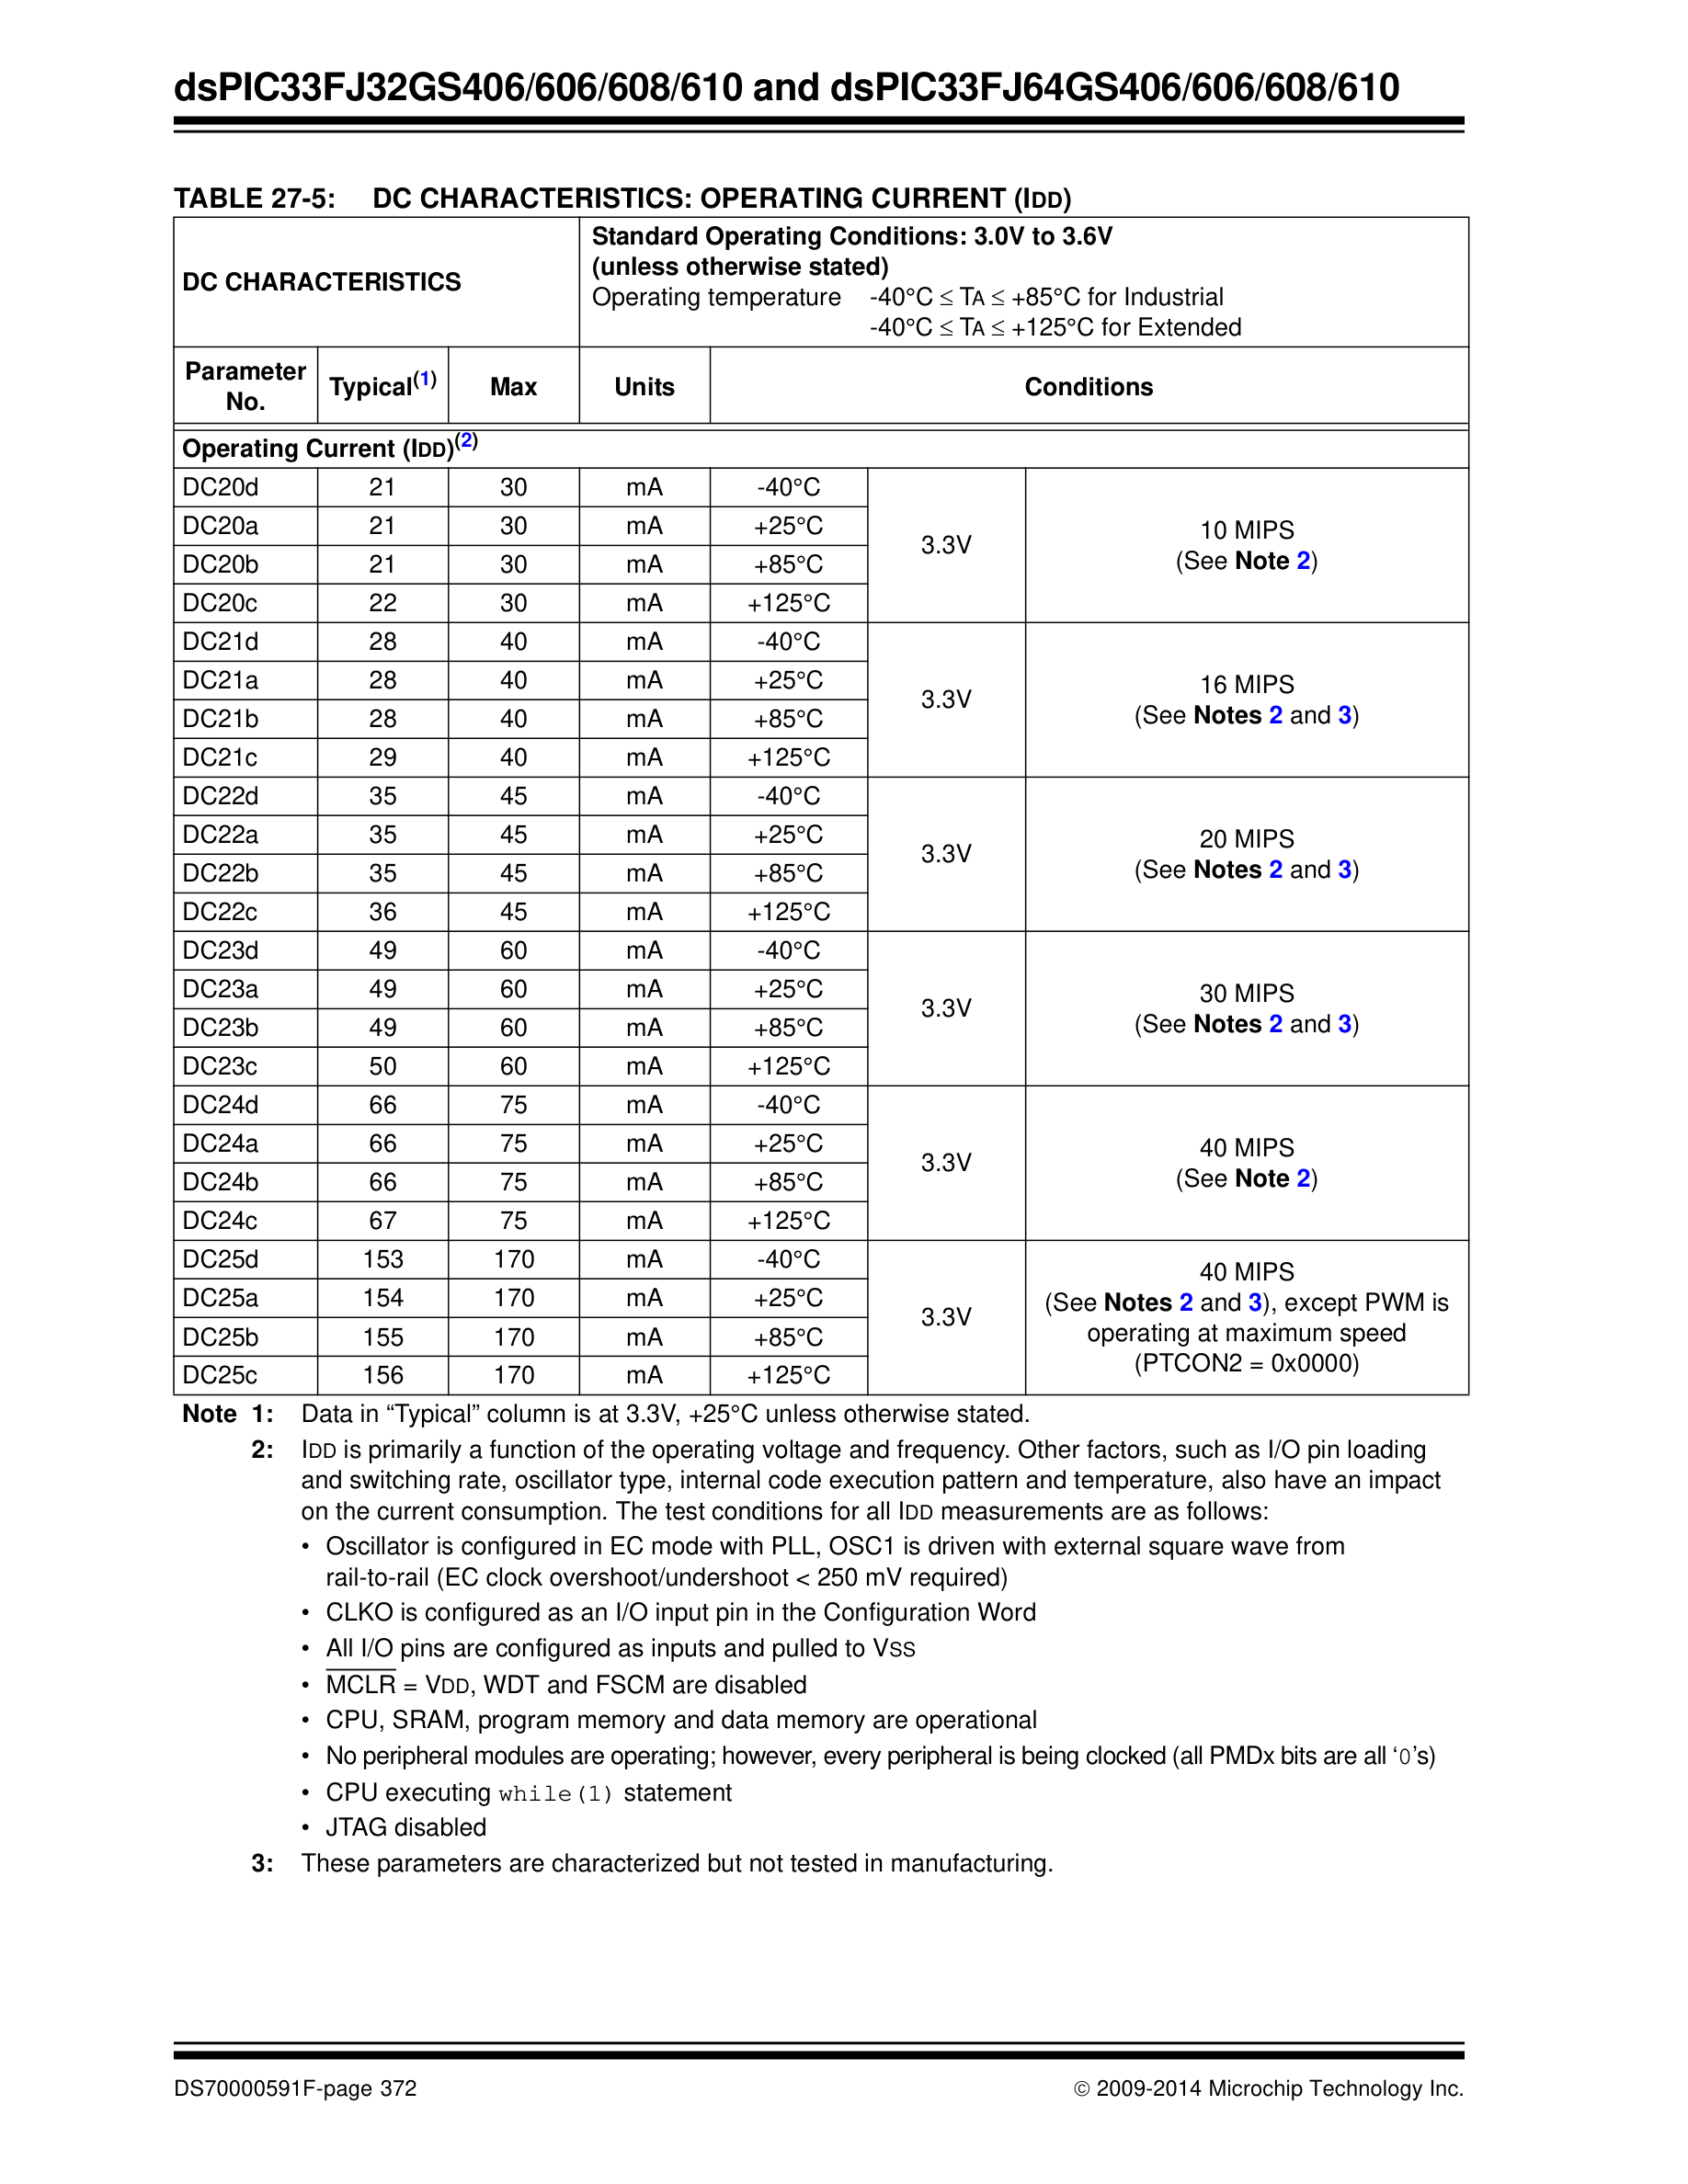 dsPIC33FJ32GS406/606/608/610 and dsPIC33FJ64GS406/606/608/610
TABLE 27-5: DC CHARACTERISTICS: OPERATING CURRENT (IDD)
DC CHARACTERISTICS
Standard Operating Conditions: 3.0V to 3.6V
(unless otherwise stated)
Operating temperature -40°C ≤ TA ≤ +85°C for Industrial
-40°C ≤ TA ≤ +125°C for Extended
Parameter No. Typical(1) Max Units Conditions
Operating Current (IDD)(2)
DC20d 21 30 mA -40°C 3.3V 10 MIPS (See Note 2)
DC20a 21 30 mA +25°C
DC20b 21 30 mA +85°C
DC20c 22 30 mA +125°C
DC21d 28 40 mA -40°C 3.3V 16 MIPS (See Notes 2 and 3)
DC21a 28 40 mA +25°C
DC21b 28 40 mA +85°C
DC21c 29 40 mA +125°C
DC22d 35 45 mA -40°C 3.3V 20 MIPS (See Notes 2 and 3)
DC22a 35 45 mA +25°C
DC22b 35 45 mA +85°C
DC22c 36 45 mA +125°C
DC23d 49 60 mA -40°C 3.3V 30 MIPS (See Notes 2 and 3)
DC23a 49 60 mA +25°C
DC23b 49 60 mA +85°C
DC23c 50 60 mA +125°C
DC24d 66 75 mA -40°C 3.3V 40 MIPS (See Note 2)
DC24a 66 75 mA +25°C
DC24b 66 75 mA +85°C
DC24c 67 75 mA +125°C
DC25d 153 170 mA -40°C 3.3V 40 MIPS (See Notes 2 and 3), except PWM is operating at maximum speed (PTCON2 = 0x0000)
DC25a 154 170 mA +25°C
DC25b 155 170 mA +85°C
DC25c 156 170 mA +125°C
Note 1: Data in “Typical” column is at 3.3V, +25°C unless otherwise stated.
2: IDD is primarily a function of the operating voltage and frequency. Other factors, such as I/O pin loading
and switching rate, oscillator type, internal code execution pattern and temperature, also have an impact
on the current consumption. The test conditions for all IDD measurements are as follows:
• Oscillator is configured in EC mode with PLL, OSC1 is driven with external square wave from
rail-to-rail (EC clock overshoot/undershoot < 250 mV required)
• CLKO is configured as an I/O input pin in the Configuration Word
• All I/O pins are configured as inputs and pulled to VSS
• MCLR = VDD, WDT and FSCM are disabled
• CPU, SRAM, program memory and data memory are operational
• No peripheral modules are operating; however, every peripheral is being clocked (all PMDx bits are all ‘0’s)
• CPU executing while(1) statement
• JTAG disabled
3: These parameters are characterized but not tested in manufacturing.
DS70000591F-page 372
© 2009-2014 Microchip Technology Inc.